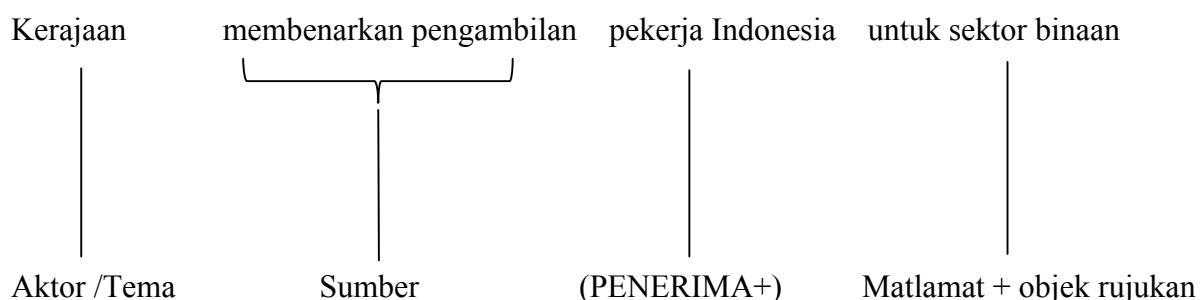 Kerajaan membenarkan pengambilan pekerja Indonesia untuk sektor binaan
Aktor /Tema Sumber (PENERIMA+) Matlamat + objek rujukan